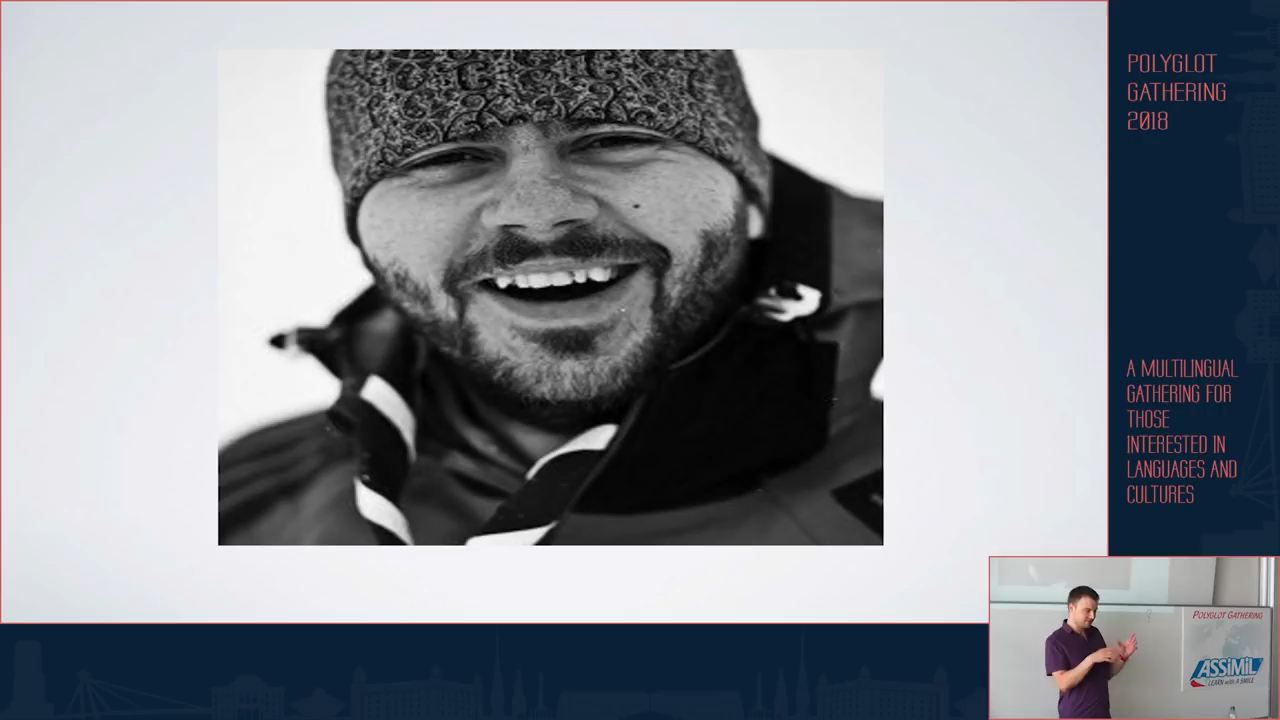 POLYGLOT
GATHERING
2018
A MULTILINGUAL
GATHERING FOR
THOSE
INTERESTED IN
LANGUAGES AND
CULTURES
POLYGLOT GATHERING
ASSiMiL
LEARN with A SMILE